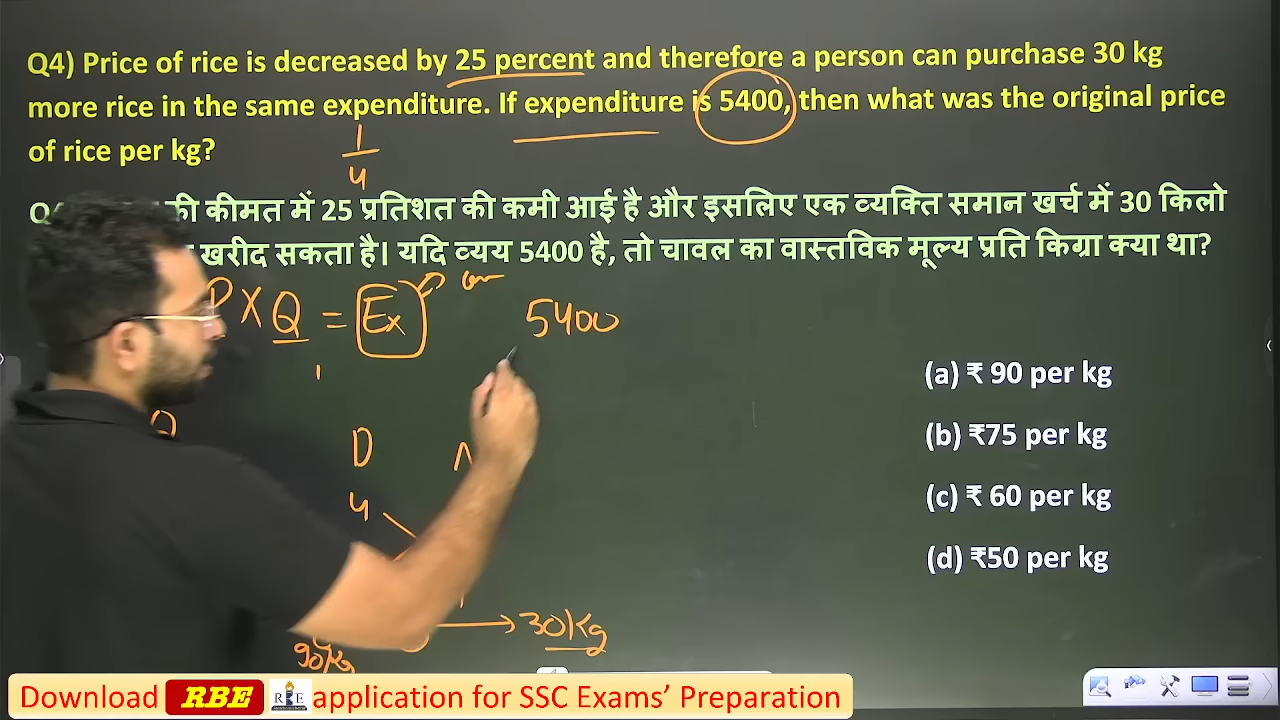 Q4) Price of rice is decreased by 25 percent and therefore a person can purchase 30 kg
more rice in the same expenditure. If expenditure is 5400, then what was the original price
of rice per kg?
1/4
की कीमत में 25 प्रतिशत की कमी आई है और इसलिए एक व्यक्ति समान खर्च में 30 किलो
खरीद सकता है। यदि व्यय 5400 है, तो चावल का वास्तविक मूल्य प्रति किग्रा क्या था?
P X Q = Ex 5400
(a) ₹ 90 per kg
(b) ₹75 per kg
D
4
(c) ₹ 60 per kg
(d) ₹50 per kg
30kg
90kg
Download RBE RBE application for SSC Exams’ Preparation